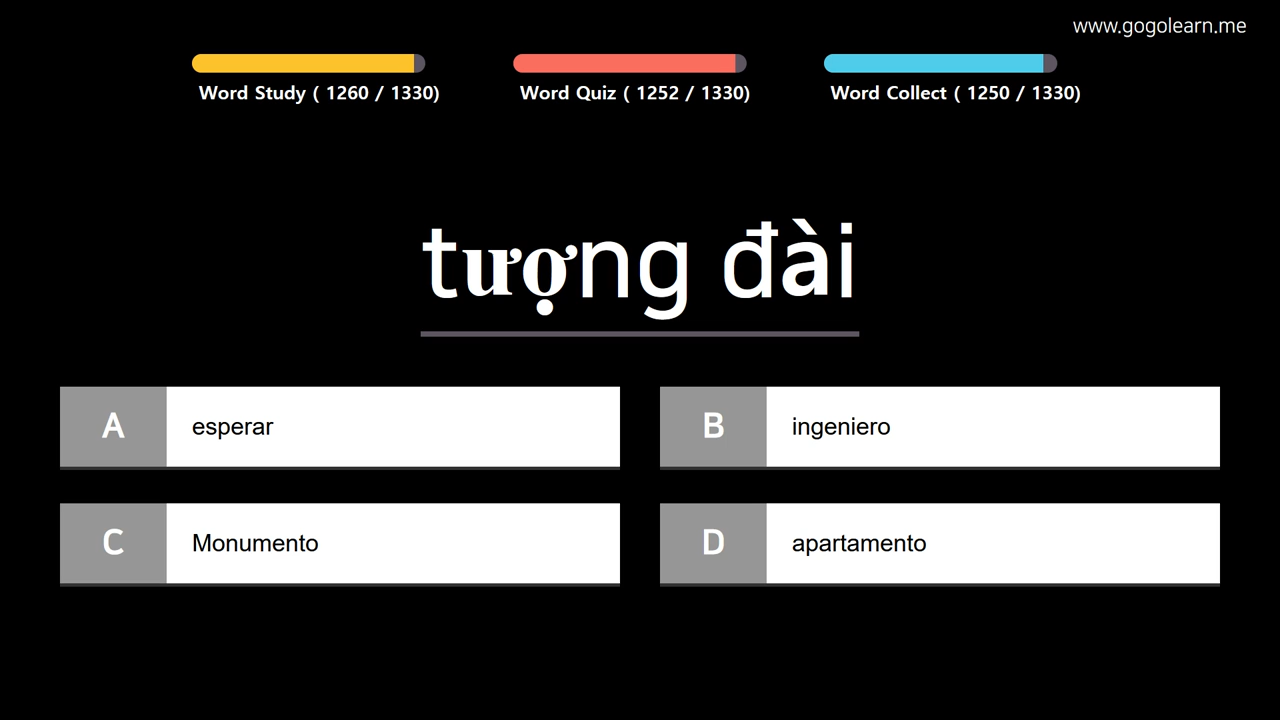 www.gogolearn.me
Word Study ( 1260 / 1330)
Word Quiz ( 1252 / 1330)
Word Collect ( 1250 / 1330)
tượng đài
A esperar
B ingeniero
C Monumento
D apartamento